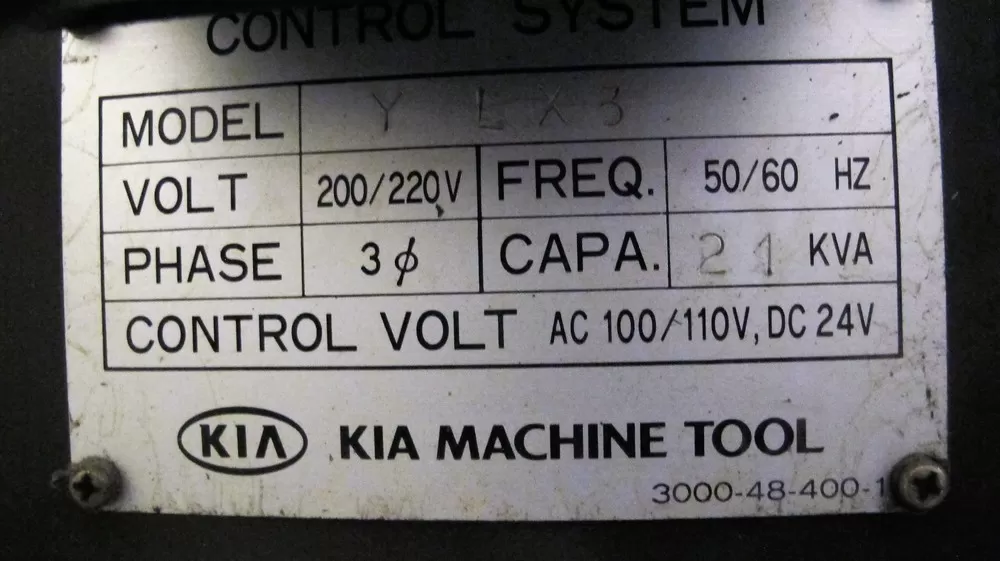 CONTROL SYSTEM
MODEL Y LX3
VOLT 200/220V FREQ. 50/60 HZ
PHASE 3ϕ CAPA. 21 KVA
CONTROL VOLT AC 100/110V, DC 24V
KIA KIA MACHINE TOOL
3000-48-400-1